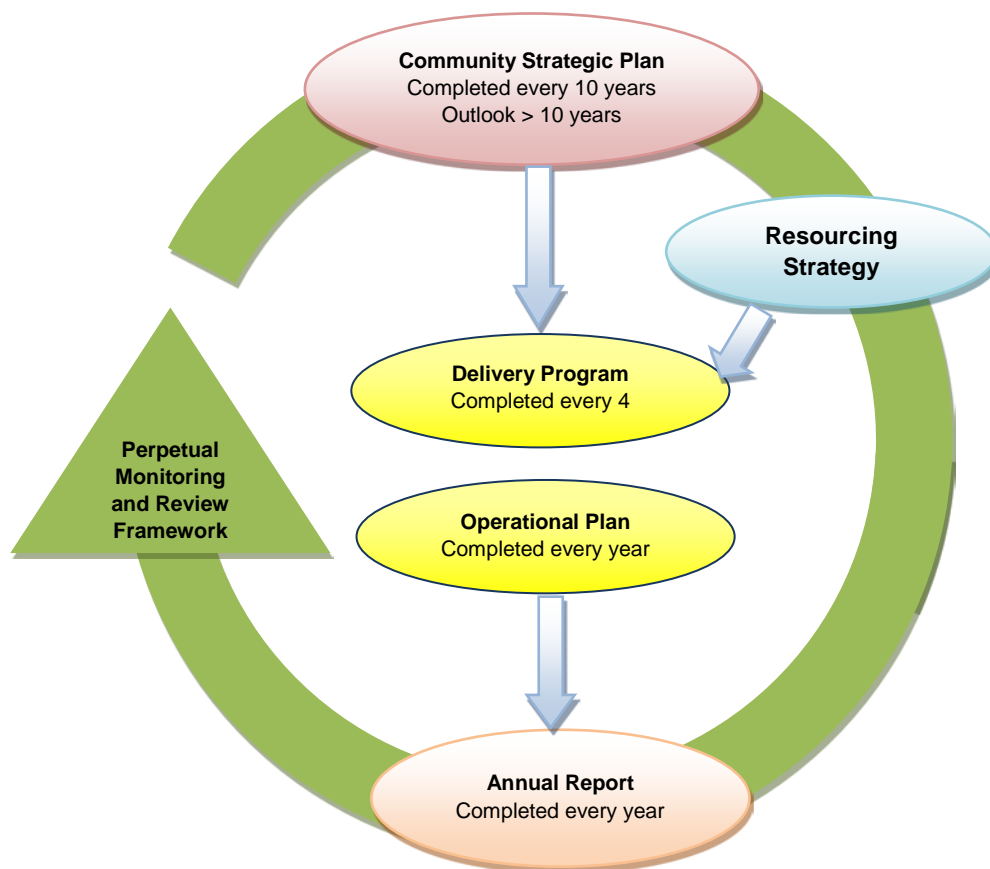 Community Strategic Plan
Completed every 10 years
Outlook > 10 years
Resourcing
Strategy
Delivery Program
Completed every 4
Perpetual
Monitoring
and Review
Framework
Operational Plan
Completed every year
Annual Report
Completed every year